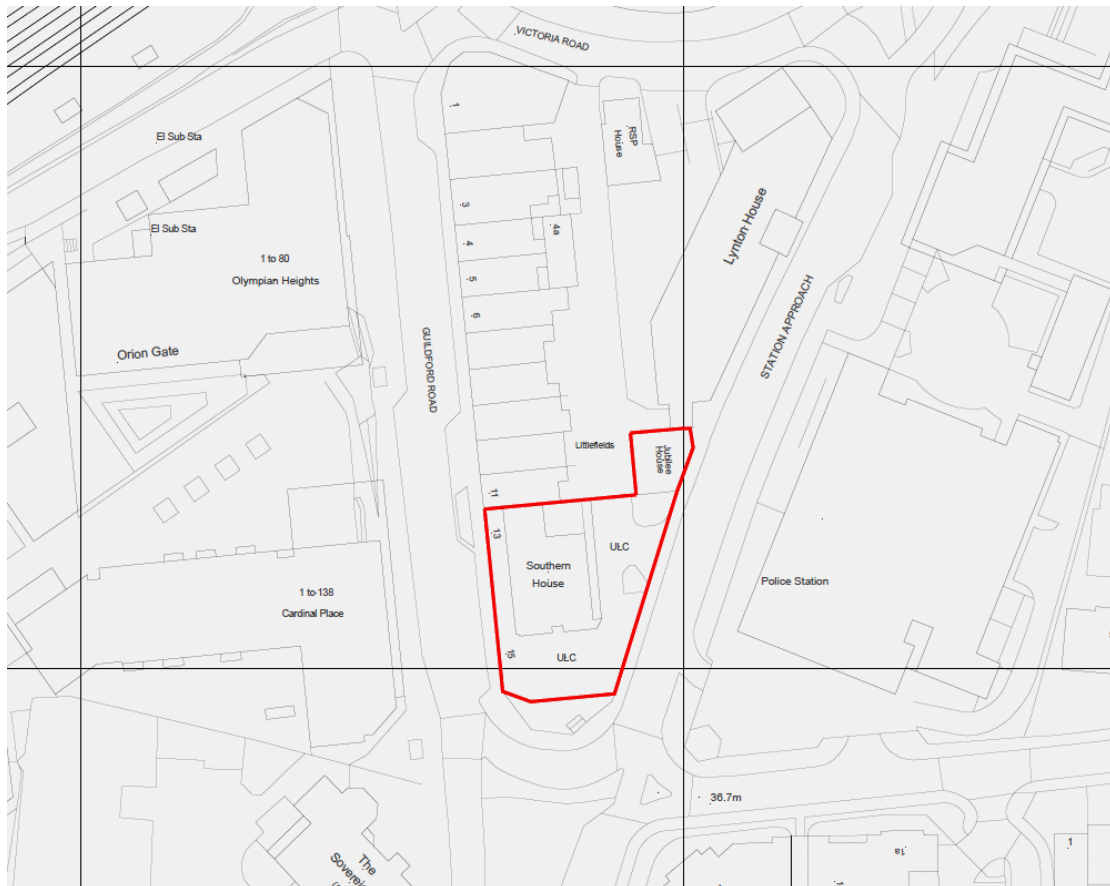 VICTORIA ROAD
1
RSP
House
El Sub Sta
El Sub Sta
3
4a
4
5
6
1 to 80
Olympian Heights
Orion Gate
GUILDFORD ROAD
Lynton House
STATION APPROACH
Littlefields
Jubilee
House
11
13
Southern
House
ULC
Police Station
1 to 138
Cardinal Place
15
ULC
36.7m
The
1a
1